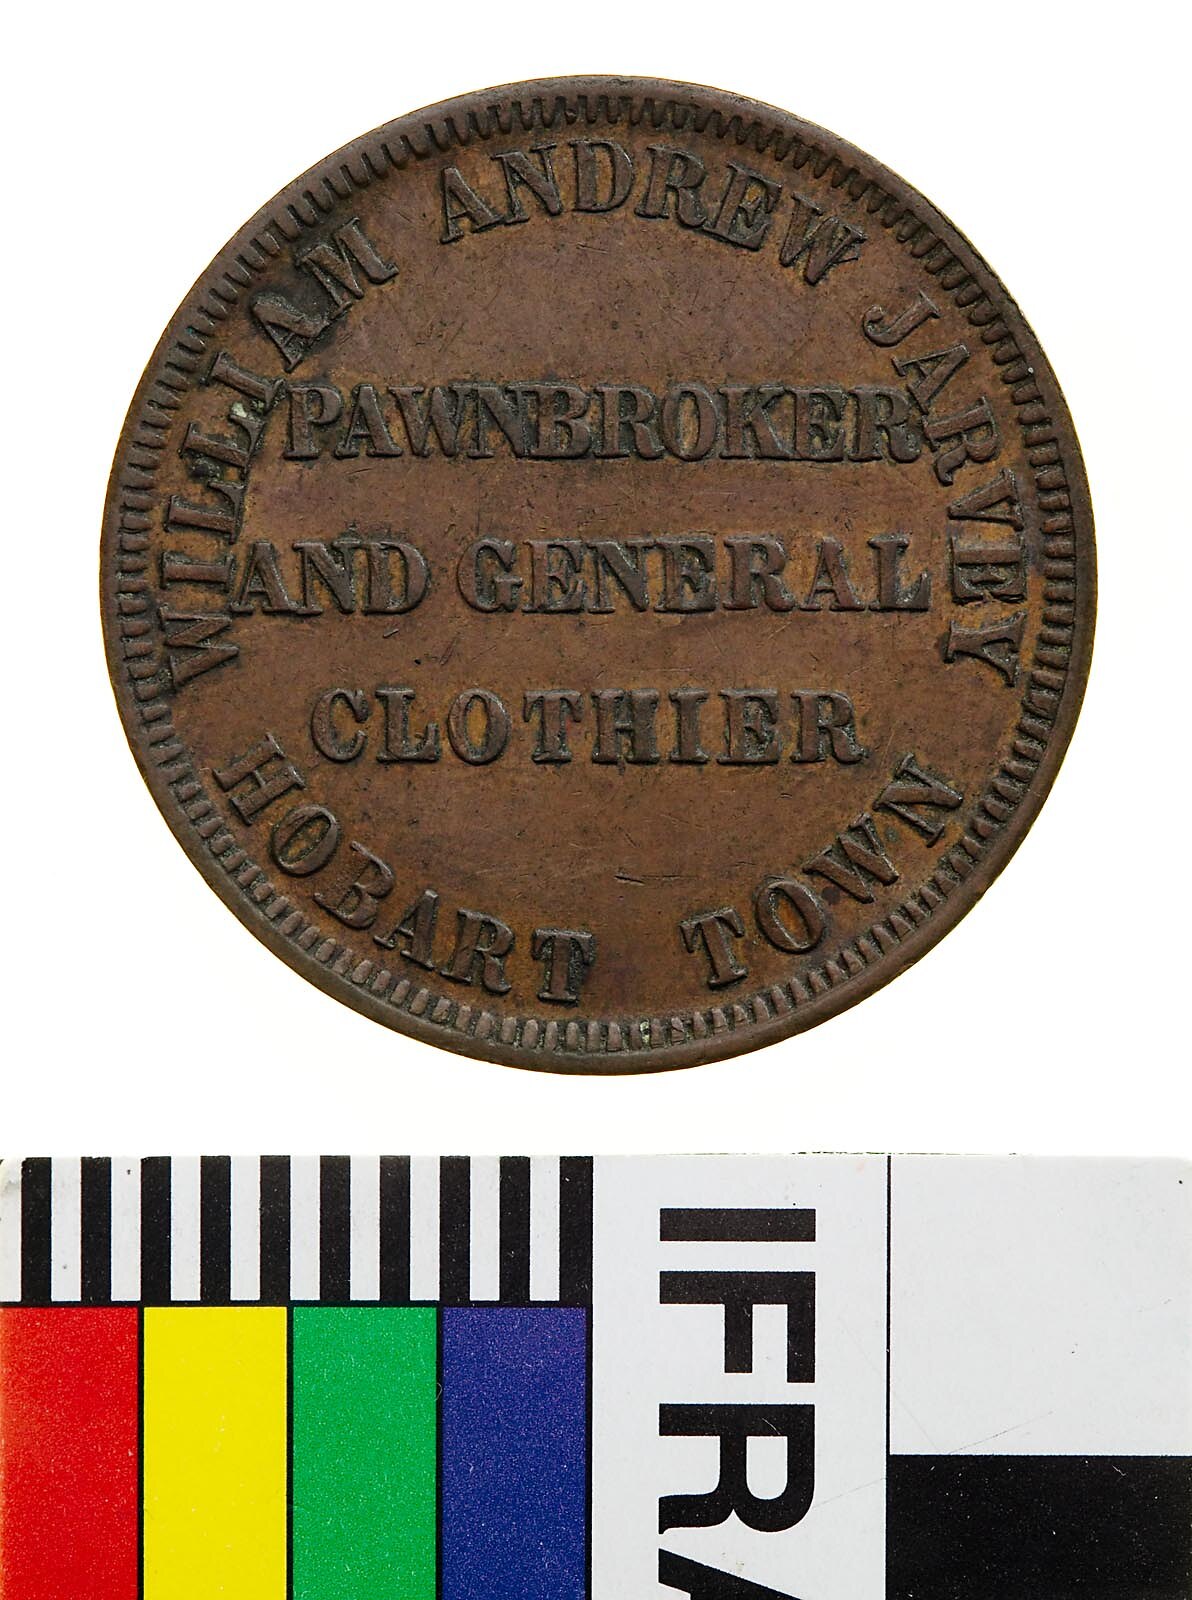 WILLIAM ANDREW JARVEY
PAWNBROKER
AND GENERAL
CLOTHIER
HOBART TOWN
IFRA